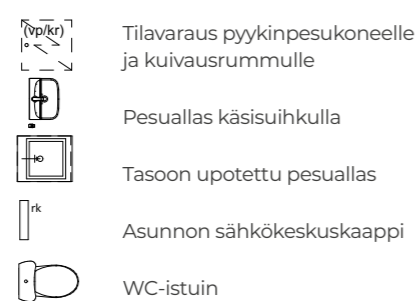 (vp/kr)
Tilavaraus pyykinpesukoneelle
ja kuivausrummulle
Pesuallas käsisuihkulla
Tasoon upotettu pesuallas
rk
Asunnon sähkökeskuskaappi
WC-istuin